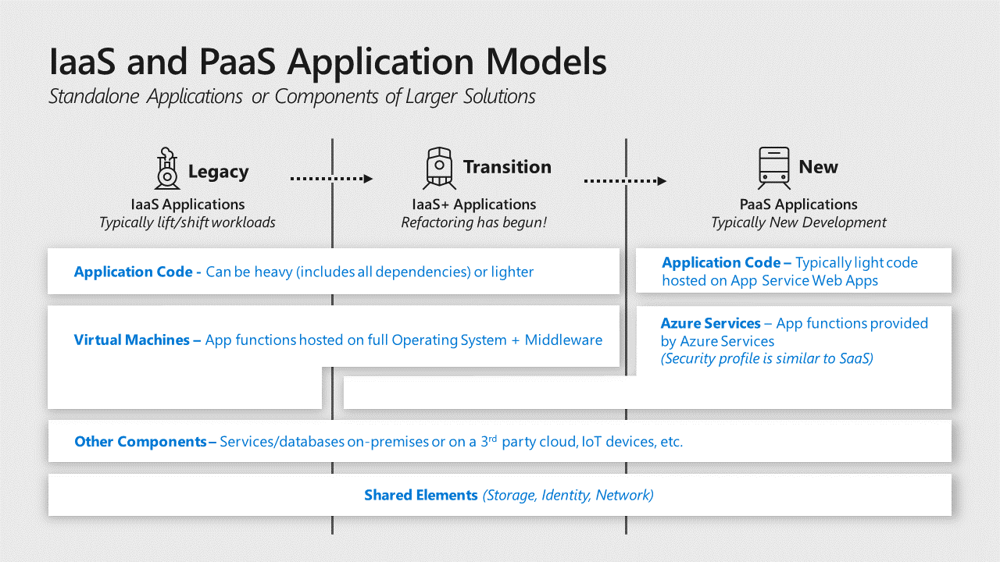 IaaS and PaaS Application Models
Standalone Applications or Components of Larger Solutions
Legacy
IaaS Applications
Typically lift/shift workloads
Transition
IaaS+ Applications
Refactoring has begun!
New
PaaS Applications
Typically New Development
Application Code - Can be heavy (includes all dependencies) or lighter
Application Code – Typically light code
hosted on App Service Web Apps
Virtual Machines – App functions hosted on full Operating System + Middleware
Azure Services – App functions provided
by Azure Services
(Security profile is similar to SaaS)
Other Components – Services/databases on-premises or on a 3rd party cloud, IoT devices, etc.
Shared Elements (Storage, Identity, Network)